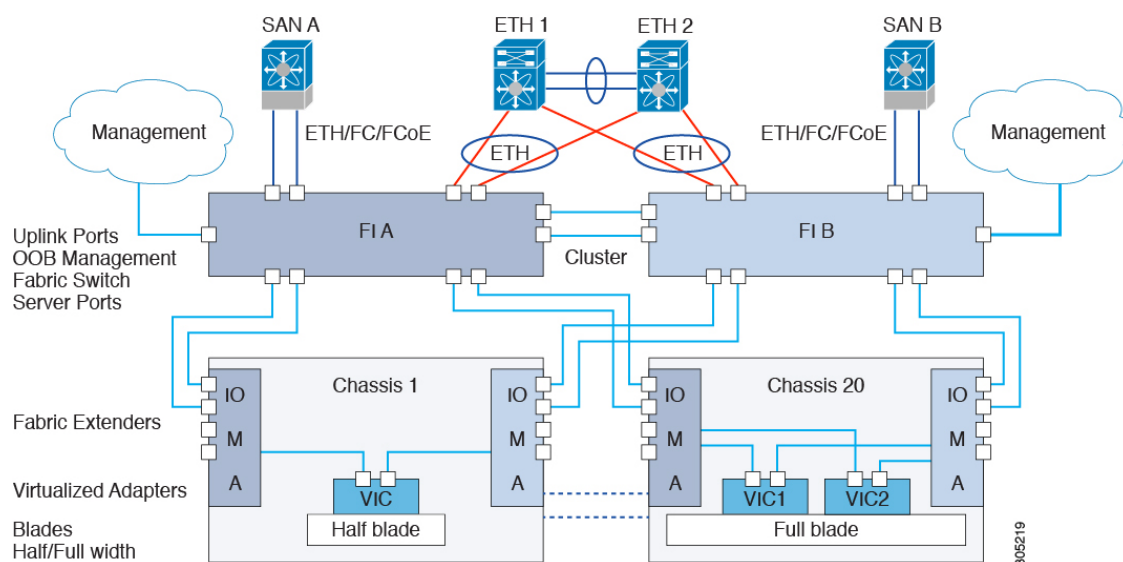 SAN A
ETH 1
ETH 2
SAN B
Management
ETH/FC/FCoE
ETH
ETH
ETH/FC/FCoE
Management
FI A
FI B
Cluster
Uplink Ports
OOB Management
Fabric Switch
Server Ports
Chassis 1
Chassis 20
IO
M
A
IO
M
A
IO
M
A
IO
M
A
Fabric Extenders
Virtualized Adapters
VIC
VIC1
VIC2
Blades
Half/Full width
Half blade
Full blade
305219